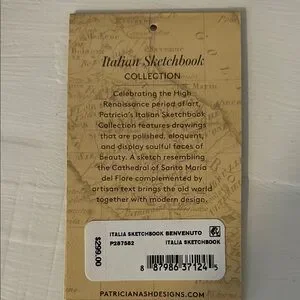 Italian Sketchbook
COLLECTION
Celebrating the High
Renaissance period of art,
Patricia's Italian Sketchbook
Collection features drawings
that are polished, eloquent,
and display soulful faces of
beauty. A sketch resembling
the Cathedral of Santa Maria
del Fiore complemented by
artisan text brings the old world
together with modern design.
$299.00
ITALIA SKETCHBOOK BENVENUTO
P287582 ITALIA SKETCHBOOK
8 87986 37124 5
PATRICIANASHDESIGNS.COM